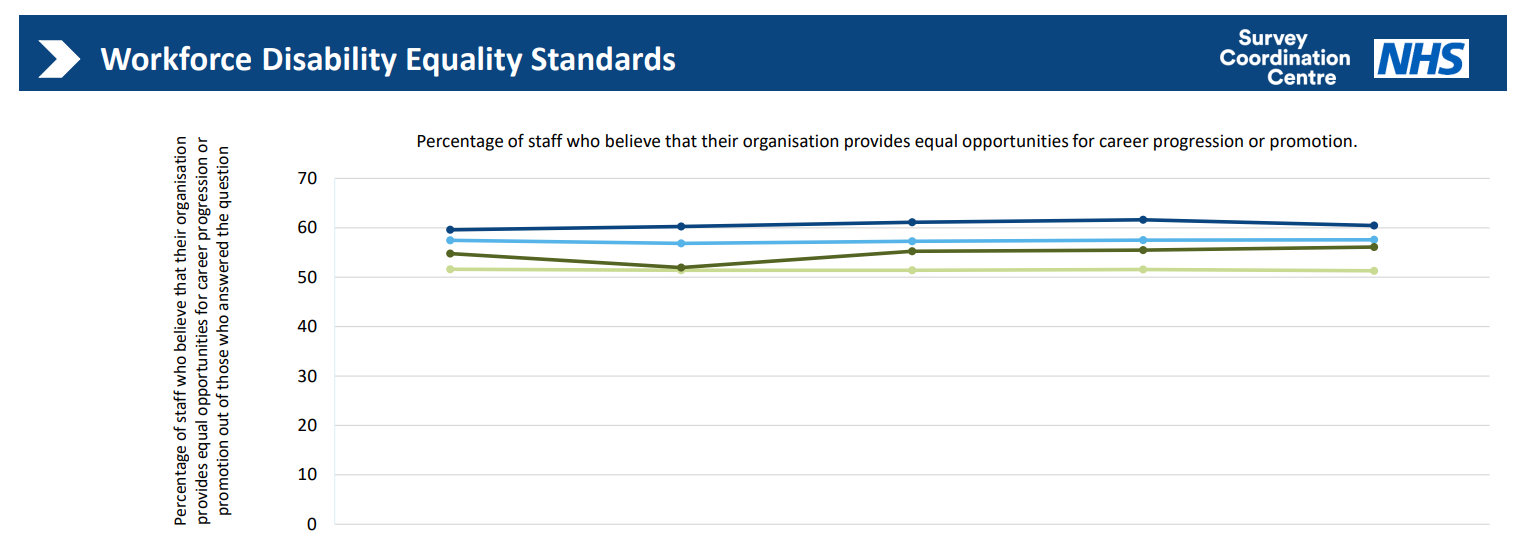 Workforce Disability Equality Standards
Survey
Coordination
Centre
NHS
Percentage of staff who believe that their organisation provides equal opportunities for career progression or promotion.
Percentage of staff who believe that their organisation
provides equal opportunities for career progression or
promotion out of those who answered the question
70
60
50
40
30
20
10
0